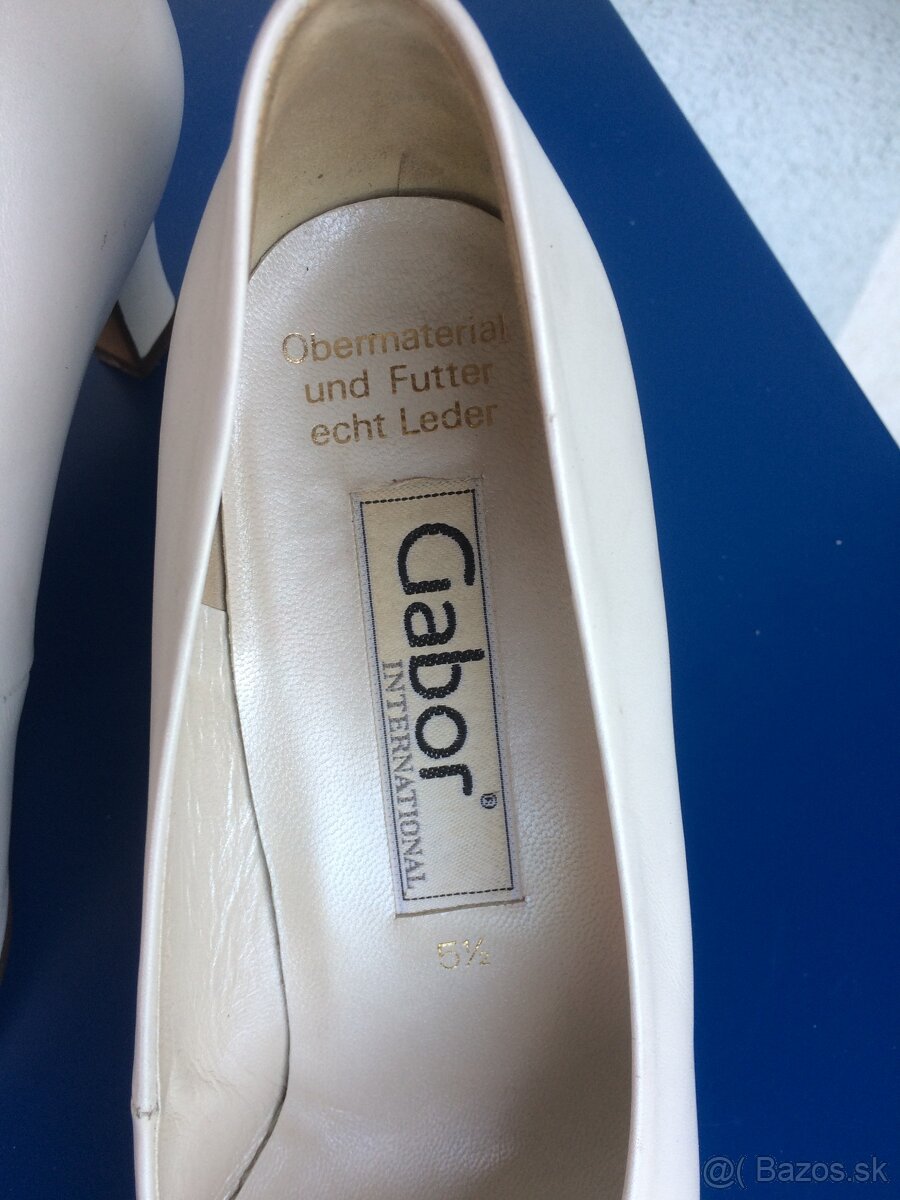 Obermaterial
und Futter
echt Leder
Gabor®
INTERNATIONAL
5½
@( Bazos.sk